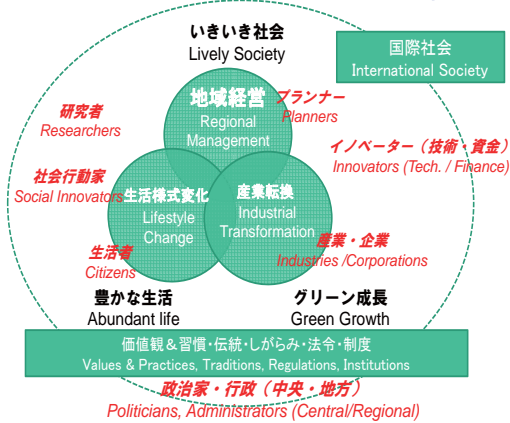 いきいき社会
Lively Society
国際社会
International Society
地域経営
Regional
Management
プランナー
Planners
研究者
Researchers
イノベーター（技術・資金）
Innovators (Tech. / Finance)
社会行動家
Social Innovators
生活様式変化
Lifestyle
Change
産業転換
Industrial
Transformation
産業・企業
Industries /Corporations
生活者
Citizens
豊かな生活
Abundant life
グリーン成長
Green Growth
価値観＆習慣・伝統・しがらみ・法令・制度
Values & Practices, Traditions, Regulations, Institutions
政治家・行政（中央・地方）
Politicians, Administrators (Central/Regional)